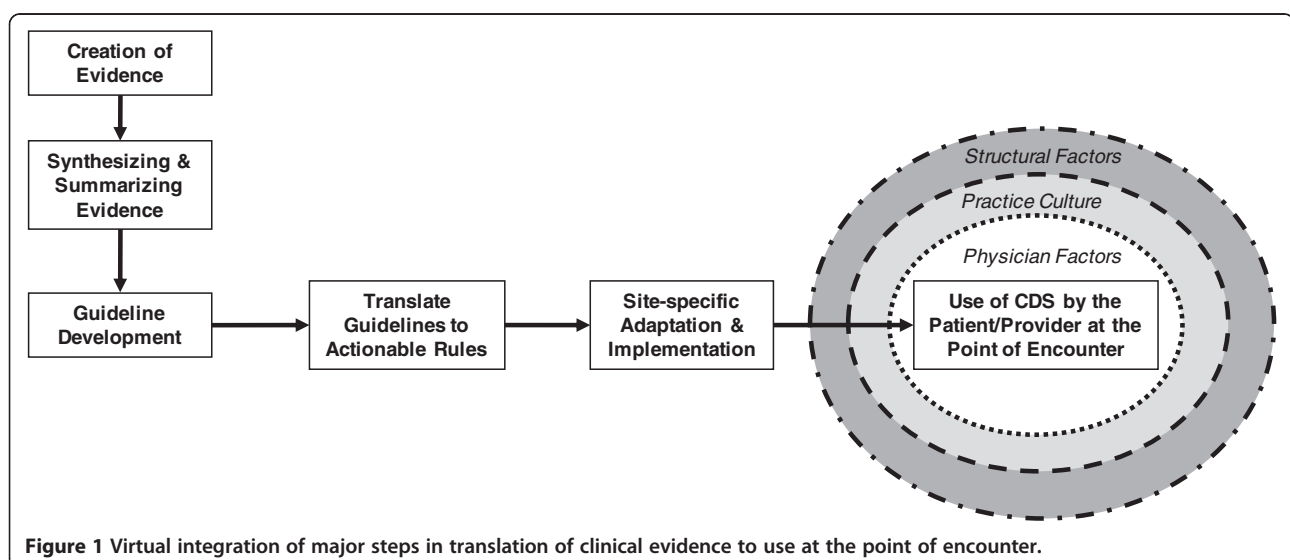 Creation of
Evidence
Synthesizing &
Summarizing
Evidence
Guideline
Development
Translate
Guidelines to
Actionable Rules
Site-specific
Adaptation &
Implementation
Structural Factors
Practice Culture
Physician Factors
Use of CDS by the
Patient/Provider at the
Point of Encounter
Figure 1 Virtual integration of major steps in translation of clinical evidence to use at the point of encounter.